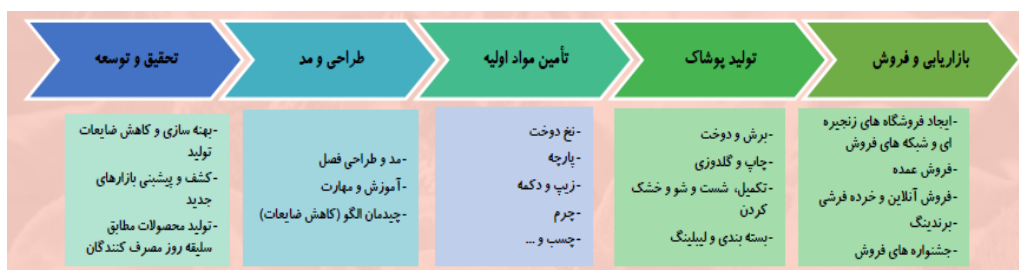 تحقیق و توسعه
طراحی و مد
تأمین مواد اولیه
تولید پوشاک
بازاریابی و فروش
-بهنه سازی و کاهش ضایعات
تولید
-کشف و پیشبنی بازارهای
جدید
-تولید محصولات مطابق
سلیقه روز مصرف کنندگان
-مد و طراحی فصل
-آموزش و مهارت
-چیدمان الگو (کاهش ضایعات)
-نخ دوخت
-پارچه
-زیپ و دکمه
-چرم
-چسب و ...
-برش و دوخت
-چاپ و گلدوزی
-تکمیل، شست و شو و خشک
کردن
-بسته بندی و لیبلینگ
-ایجاد فروشگاه های زنجیره
ای و شبکه های فروش
-فروش عمده
-فروش آنلاین و خرده فرشی
-برندینگ
-جشنواره های فروش